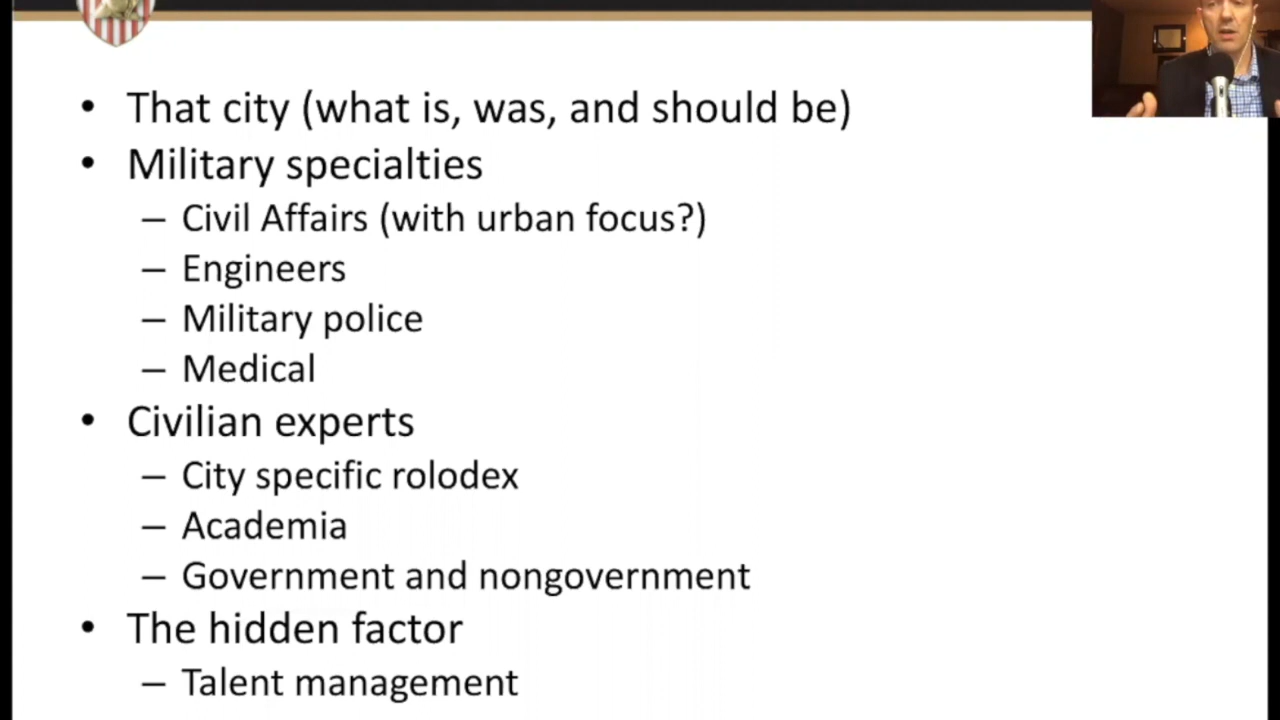 • That city (what is, was, and should be)
• Military specialties
– Civil Affairs (with urban focus?)
– Engineers
– Military police
– Medical
• Civilian experts
– City specific rolodex
– Academia
– Government and nongovernment
• The hidden factor
– Talent management